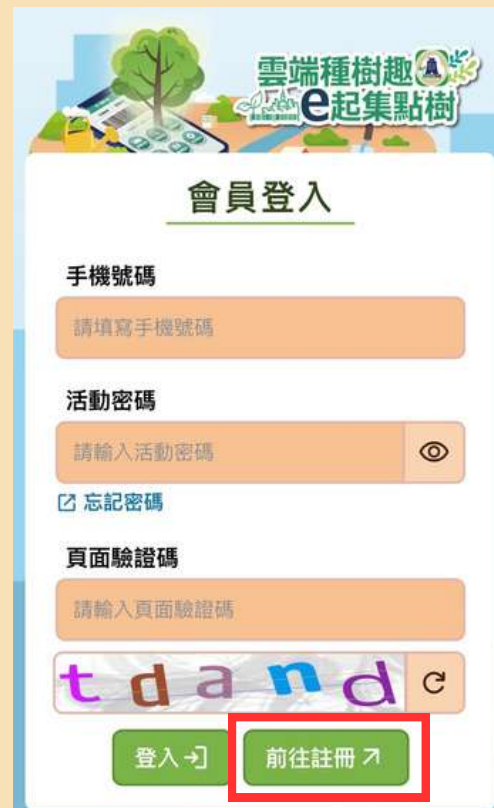 雲端種樹趣
e起集點樹
會員登入
手機號碼
請填寫手機號碼
活動密碼
請輸入活動密碼
忘記密碼
頁面驗證碼
請輸入頁面驗證碼
tdand
登入
前往註冊